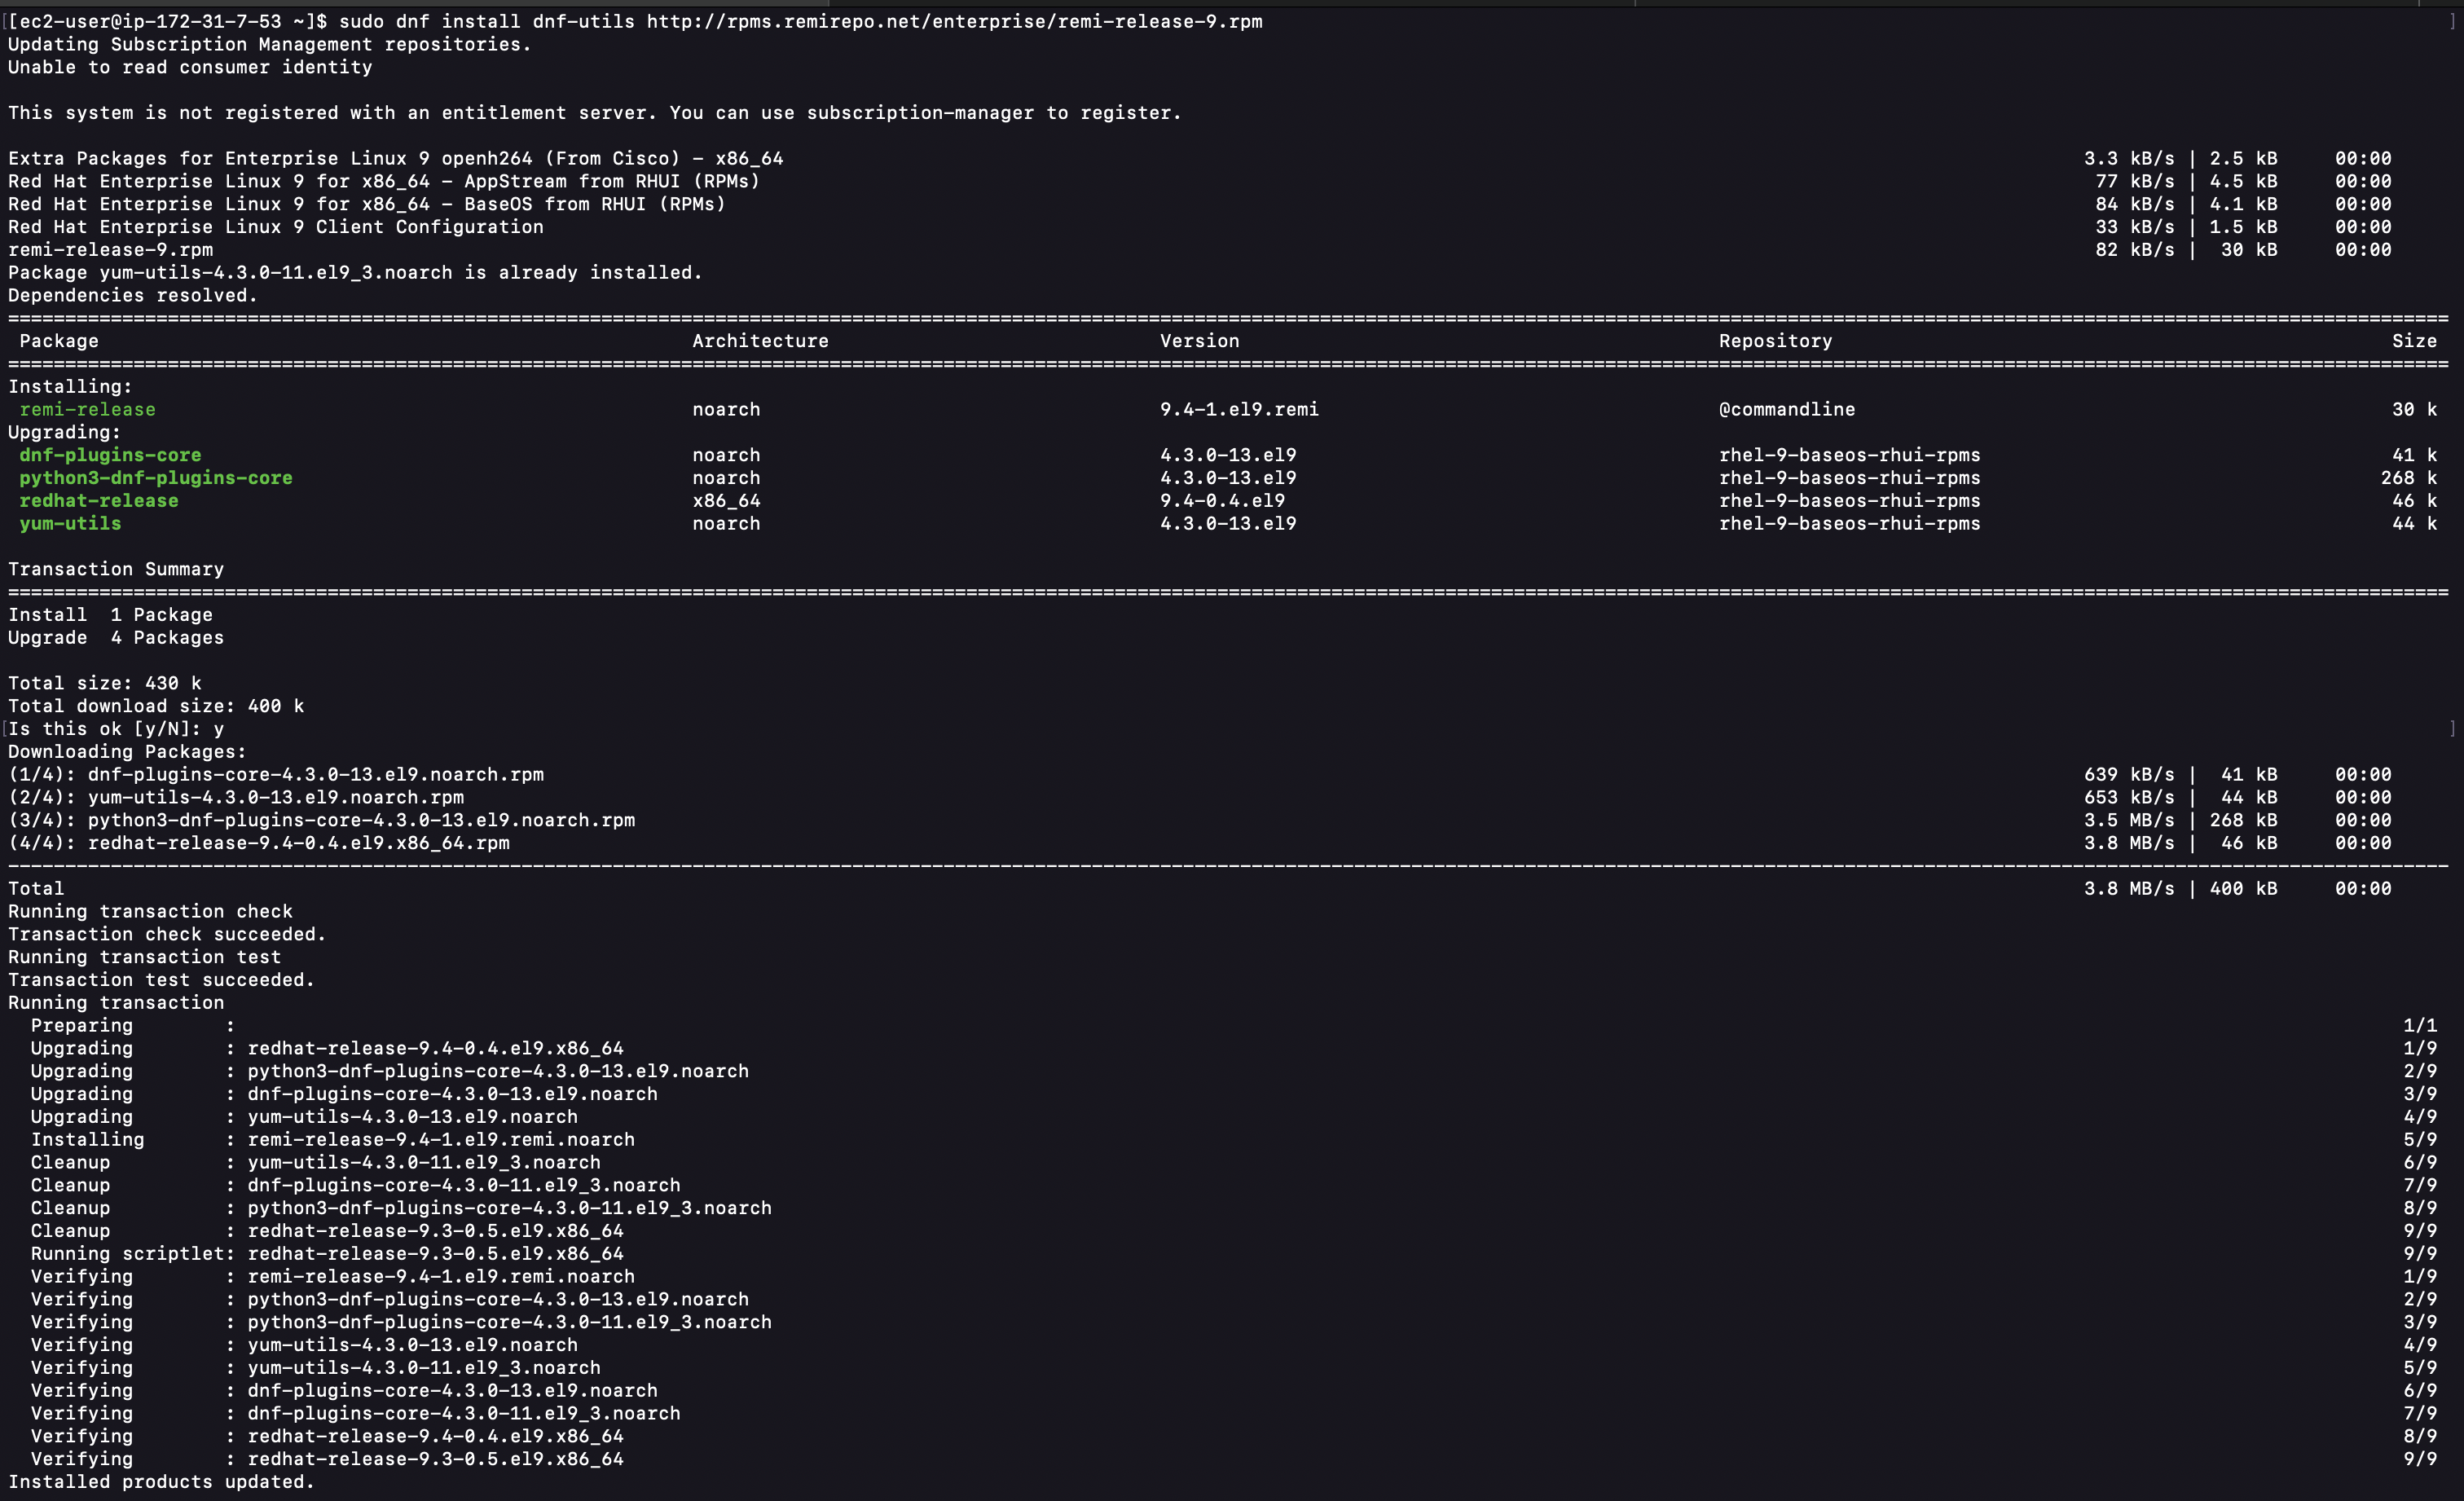 [[ec2-user@ip-172-31-7-53 ~]$ sudo dnf install dnf-utils http://rpms.remirepo.net/enterprise/remi-release-9.rpm ]
Updating Subscription Management repositories.
Unable to read consumer identity
This system is not registered with an entitlement server. You can use subscription-manager to register.
Extra Packages for Enterprise Linux 9 openh264 (From Cisco) - x86_64 3.3 kB/s | 2.5 kB 00:00
Red Hat Enterprise Linux 9 for x86_64 - AppStream from RHUI (RPMs) 77 kB/s | 4.5 kB 00:00
Red Hat Enterprise Linux 9 for x86_64 - BaseOS from RHUI (RPMs) 84 kB/s | 4.1 kB 00:00
Red Hat Enterprise Linux 9 Client Configuration 33 kB/s | 1.5 kB 00:00
remi-release-9.rpm 82 kB/s | 30 kB 00:00
Package yum-utils-4.3.0-11.el9_3.noarch is already installed.
Dependencies resolved.
Package Architecture Version Repository Size
Installing:
remi-release noarch 9.4-1.el9.remi @commandline 30 k
Upgrading:
dnf-plugins-core noarch 4.3.0-13.el9 rhel-9-baseos-rhui-rpms 41 k
python3-dnf-plugins-core noarch 4.3.0-13.el9 rhel-9-baseos-rhui-rpms 268 k
redhat-release x86_64 9.4-0.4.el9 rhel-9-baseos-rhui-rpms 46 k
yum-utils noarch 4.3.0-13.el9 rhel-9-baseos-rhui-rpms 44 k
Transaction Summary
Install 1 Package
Upgrade 4 Packages
Total size: 430 k
Total download size: 400 k
[Is this ok [y/N]: y ]
Downloading Packages:
(1/4): dnf-plugins-core-4.3.0-13.el9.noarch.rpm 639 kB/s | 41 kB 00:00
(2/4): yum-utils-4.3.0-13.el9.noarch.rpm 653 kB/s | 44 kB 00:00
(3/4): python3-dnf-plugins-core-4.3.0-13.el9.noarch.rpm 3.5 MB/s | 268 kB 00:00
(4/4): redhat-release-9.4-0.4.el9.x86_64.rpm 3.8 MB/s | 46 kB 00:00
Total 3.8 MB/s | 400 kB 00:00
Running transaction check
Transaction check succeeded.
Running transaction test
Transaction test succeeded.
Running transaction
Preparing : 1/1
Upgrading : redhat-release-9.4-0.4.el9.x86_64 1/9
Upgrading : python3-dnf-plugins-core-4.3.0-13.el9.noarch 2/9
Upgrading : dnf-plugins-core-4.3.0-13.el9.noarch 3/9
Upgrading : yum-utils-4.3.0-13.el9.noarch 4/9
Installing : remi-release-9.4-1.el9.remi.noarch 5/9
Cleanup : yum-utils-4.3.0-11.el9_3.noarch 6/9
Cleanup : dnf-plugins-core-4.3.0-11.el9_3.noarch 7/9
Cleanup : python3-dnf-plugins-core-4.3.0-11.el9_3.noarch 8/9
Cleanup : redhat-release-9.3-0.5.el9.x86_64 9/9
Running scriptlet: redhat-release-9.3-0.5.el9.x86_64 9/9
Verifying : remi-release-9.4-1.el9.remi.noarch 1/9
Verifying : python3-dnf-plugins-core-4.3.0-13.el9.noarch 2/9
Verifying : python3-dnf-plugins-core-4.3.0-11.el9_3.noarch 3/9
Verifying : yum-utils-4.3.0-13.el9.noarch 4/9
Verifying : yum-utils-4.3.0-11.el9_3.noarch 5/9
Verifying : dnf-plugins-core-4.3.0-13.el9.noarch 6/9
Verifying : dnf-plugins-core-4.3.0-11.el9_3.noarch 7/9
Verifying : redhat-release-9.4-0.4.el9.x86_64 8/9
Verifying : redhat-release-9.3-0.5.el9.x86_64 9/9
Installed products updated.